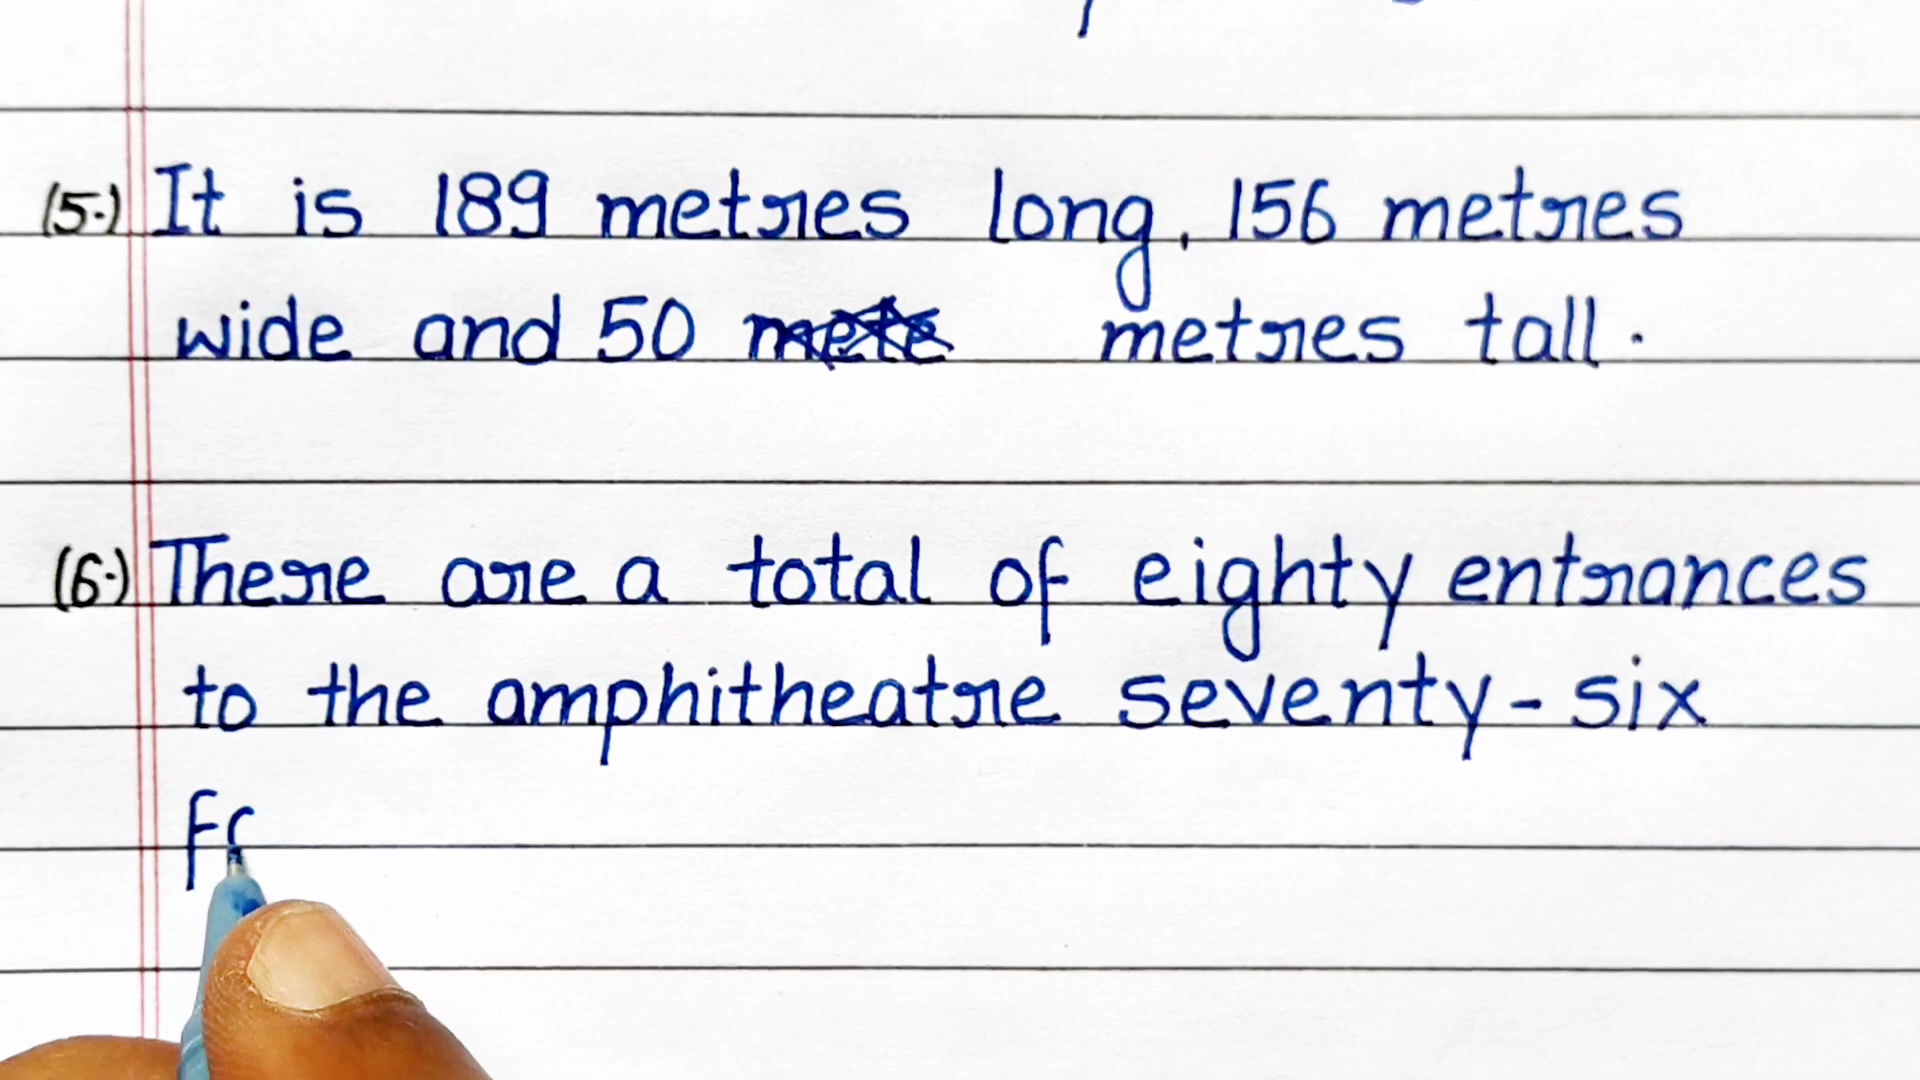 (5.) It is 189 metres long, 156 metres
wide and 50 metres tall.
(6.) There are a total of eighty entrances
to the amphitheatre seventy-six